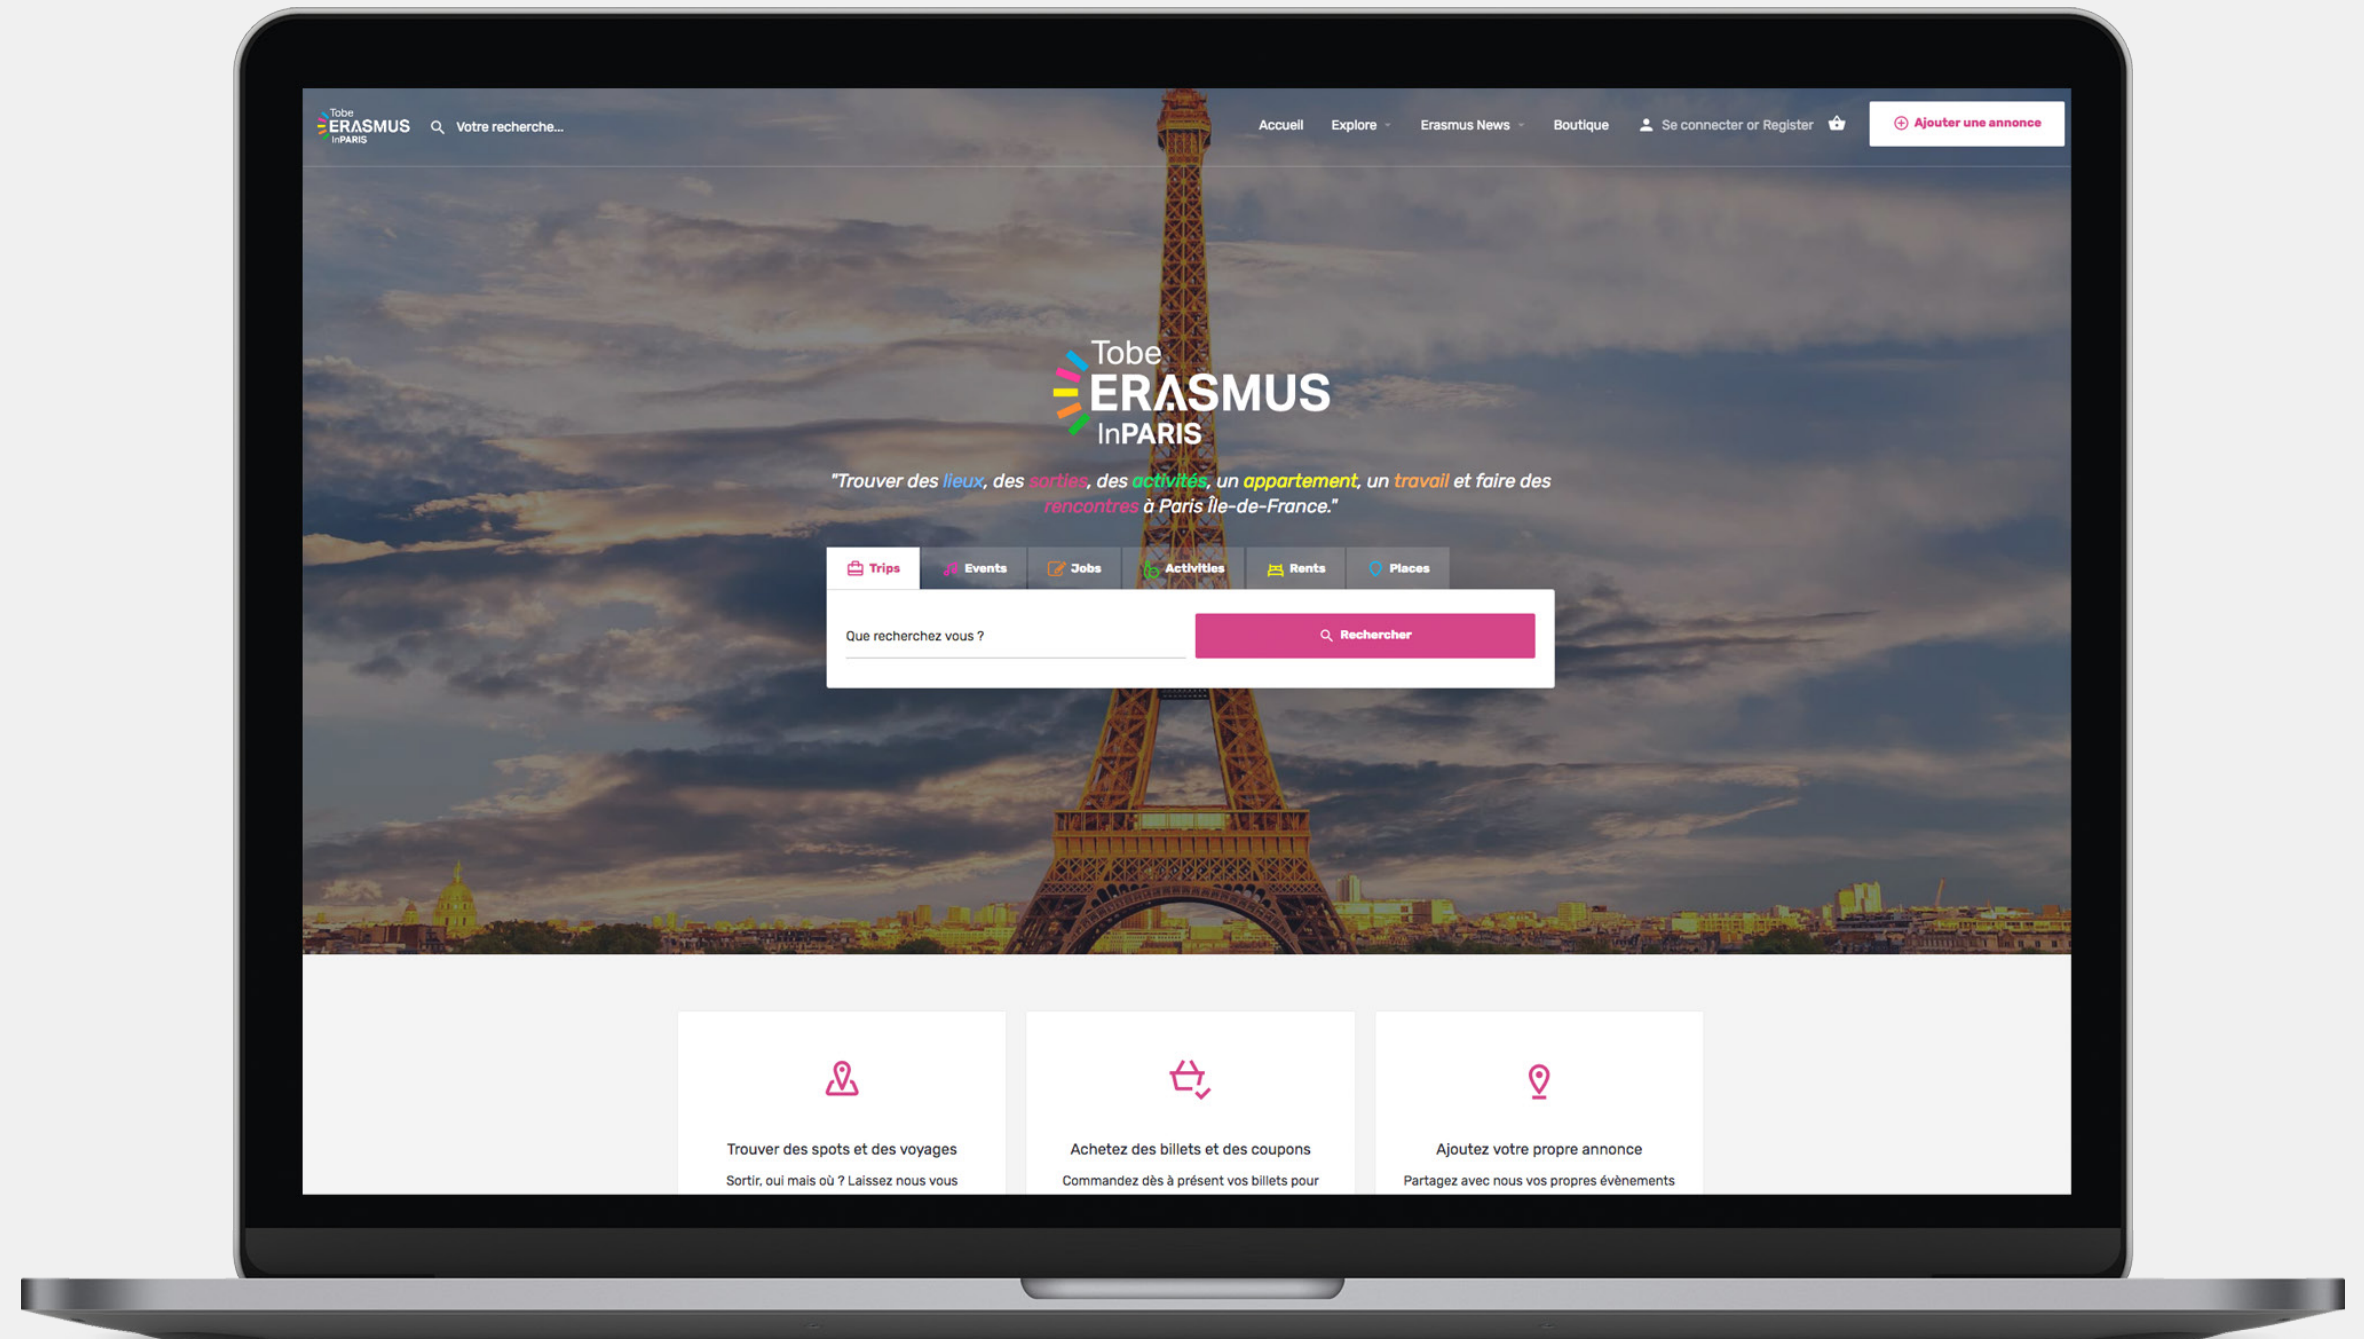 Tobe
ERASMUS
InPARIS
Votre recherche...
Accueil
Explore
Erasmus News
Boutique
Se connecter or Register
Ajouter une annonce
Tobe
ERASMUS
InPARIS
"Trouver des lieux, des sorties, des activités, un appartement, un travail et faire des
rencontres à Paris Île-de-France."
Trips
Events
Jobs
Activities
Rents
Places
Que recherchez vous ?
Rechercher
Trouver des spots et des voyages
Sortir, oui mais où ? Laissez nous vous
Achetez des billets et des coupons
Commandez dès à présent vos billets pour
Ajoutez votre propre annonce
Partagez avec nous vos propres évènements